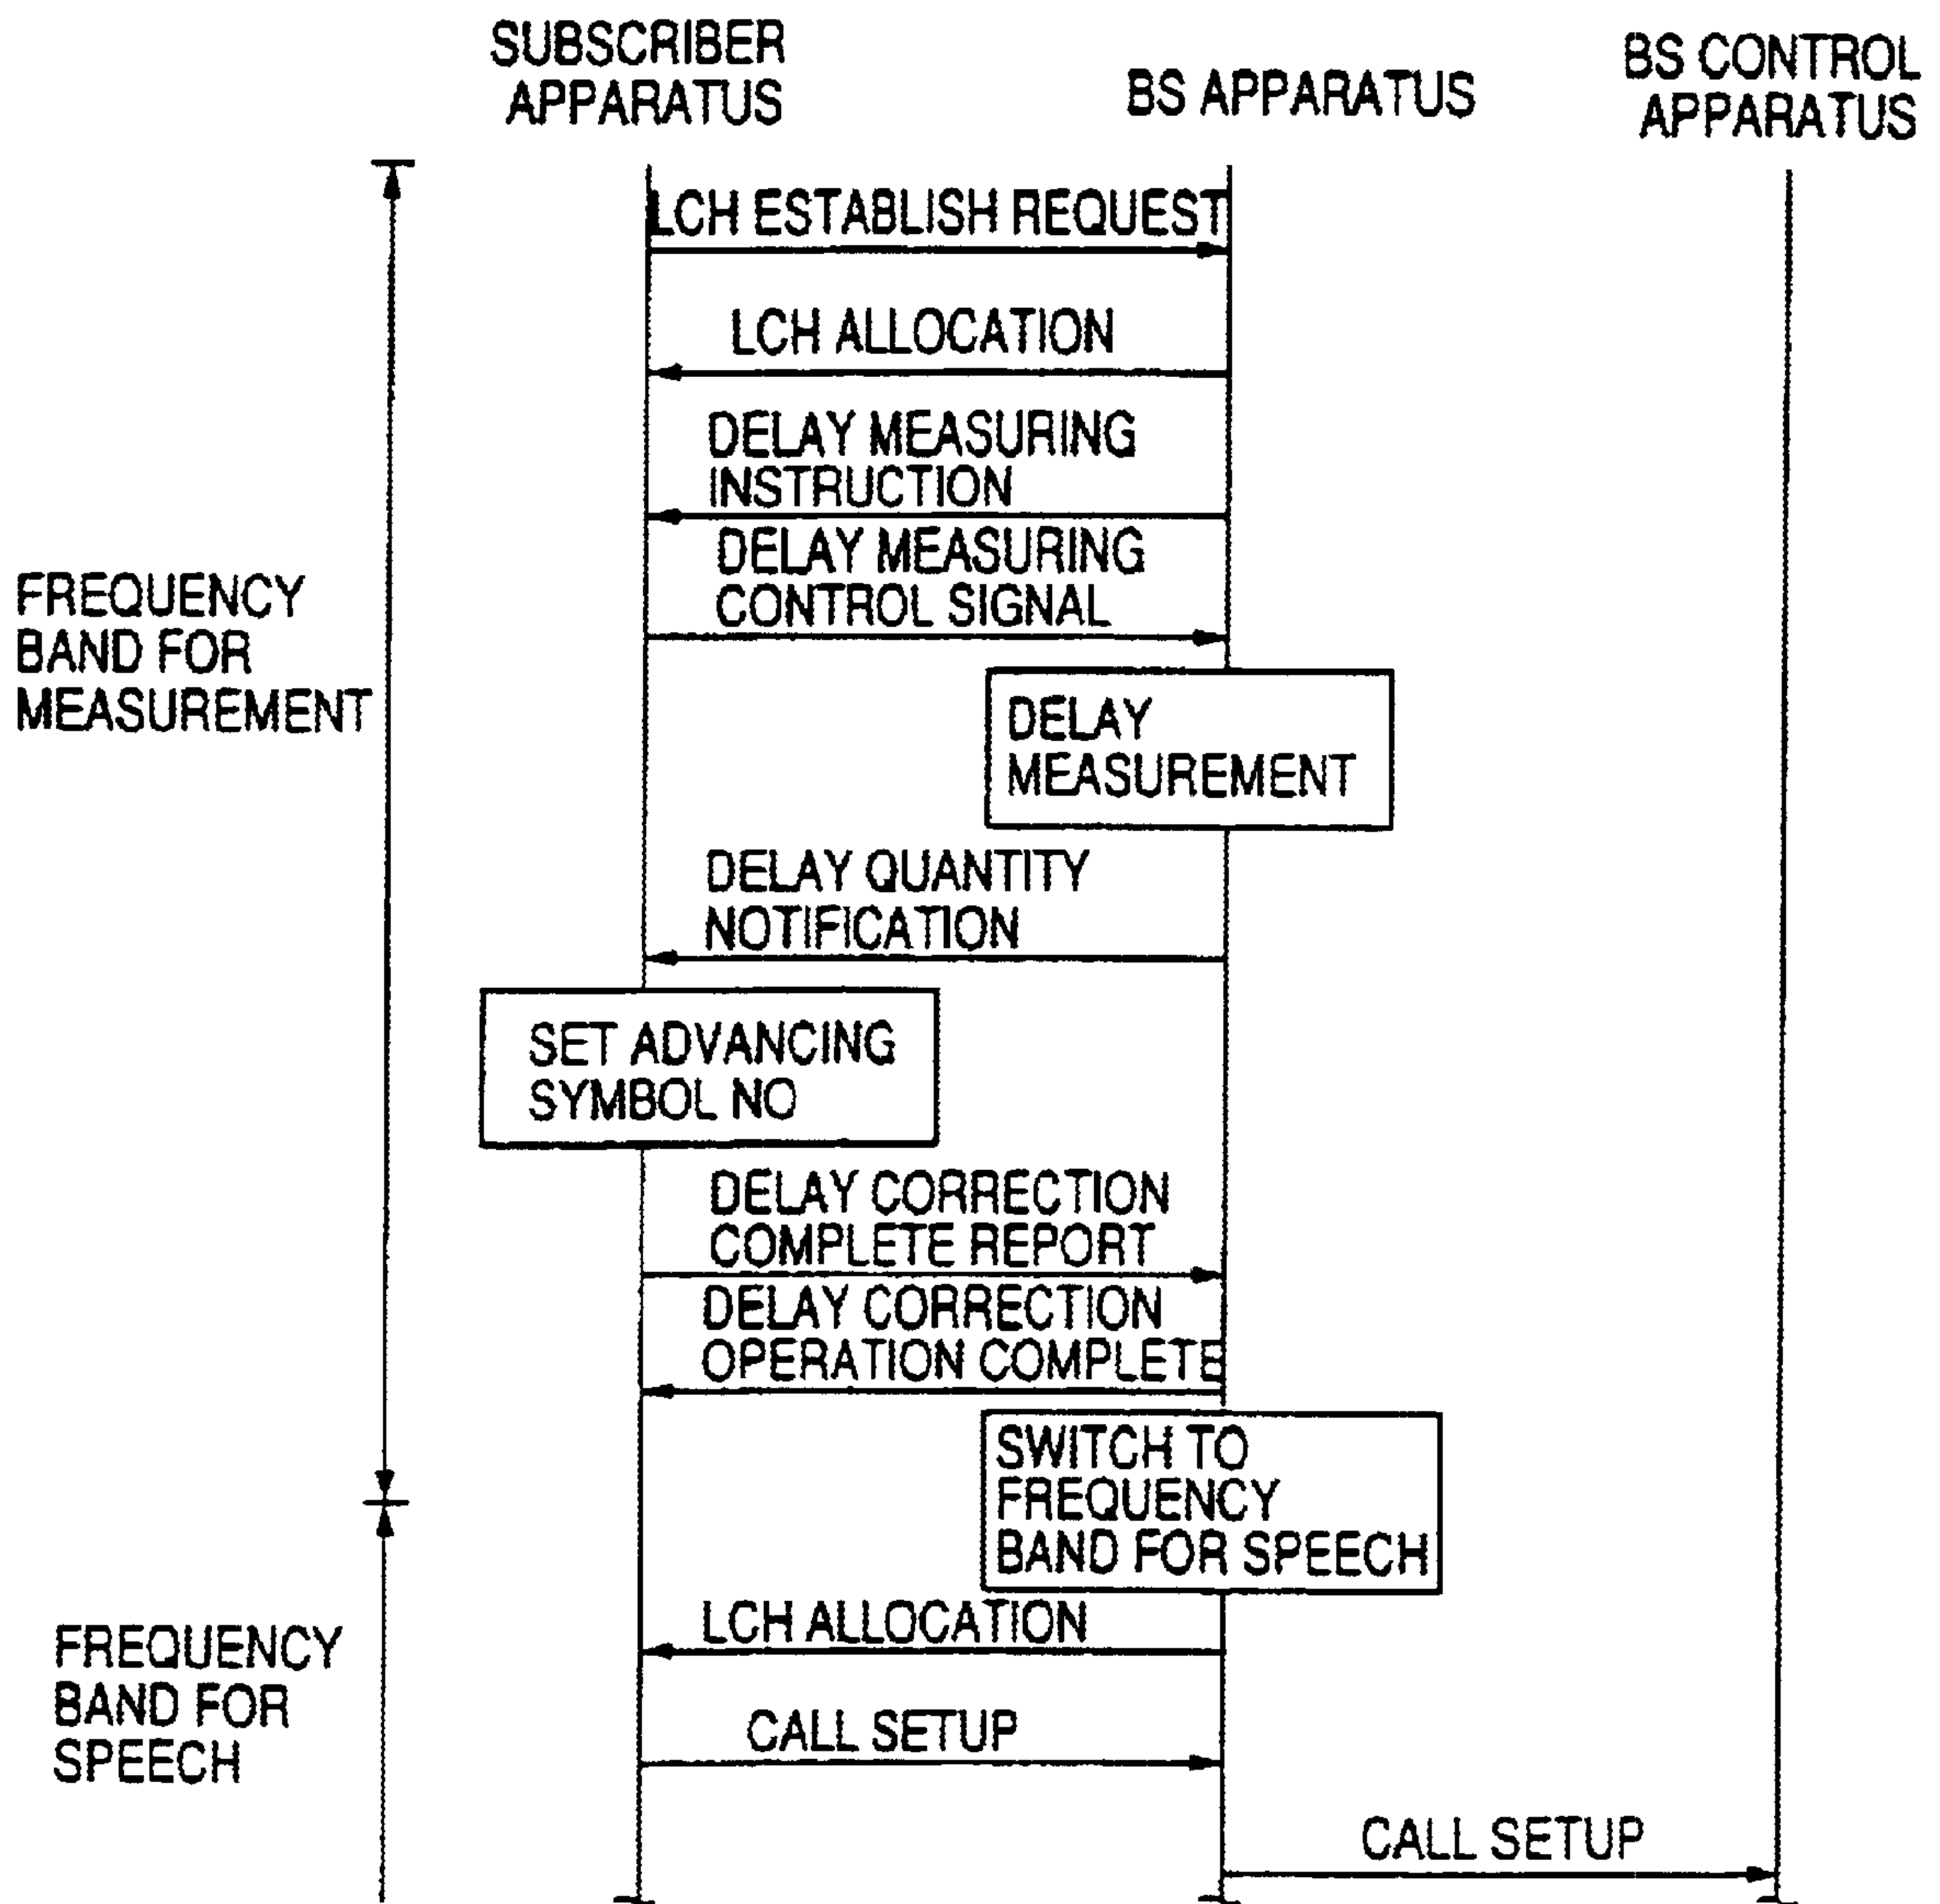 SUBSCRIBER
APPARATUS
BS APPARATUS
BS CONTROL
APPARATUS
LCH ESTABLISH REQUEST
LCH ALLOCATION
DELAY MEASURING
INSTRUCTION
DELAY MEASURING
CONTROL SIGNAL
FREQUENCY
BAND FOR
MEASUREMENT
DELAY
MEASUREMENT
DELAY QUANTITY
NOTIFICATION
SET ADVANCING
SYMBOL NO
DELAY CORRECTION
COMPLETE REPORT
DELAY CORRECTION
OPERATION COMPLETE
SWITCH TO
FREQUENCY
BAND FOR SPEECH
LCH ALLOCATION
FREQUENCY
BAND FOR
SPEECH
CALL SETUP
CALL SETUP